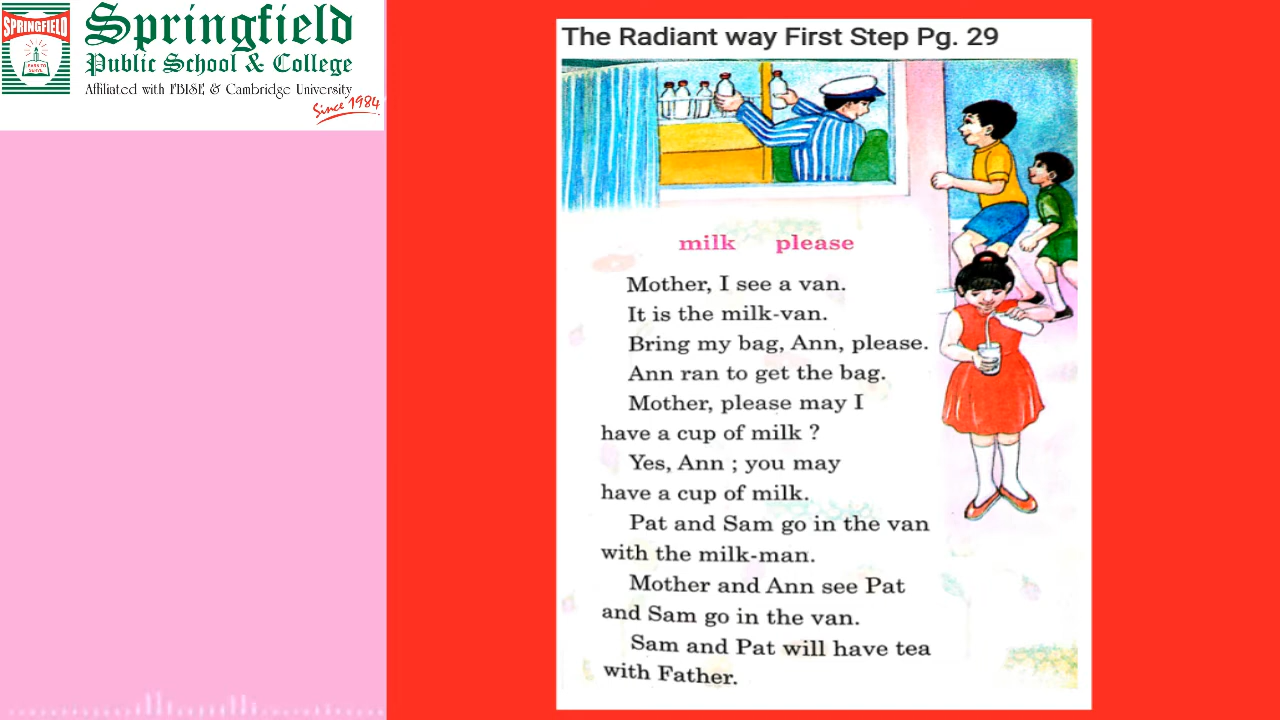 SPRINGFIELD
LEARN TO SERVE
Springfield
Public School & College
Affiliated with FBISE & Cambridge University
Since 1984
The Radiant way First Step Pg. 29
milk please
Mother, I see a van.
It is the milk-van.
Bring my bag, Ann, please.
Ann ran to get the bag.
Mother, please may I
have a cup of milk ?
Yes, Ann ; you may
have a cup of milk.
Pat and Sam go in the van
with the milk-man.
Mother and Ann see Pat
and Sam go in the van.
Sam and Pat will have tea
with Father.